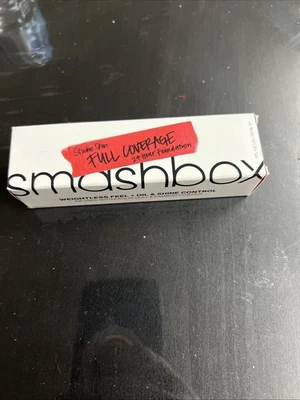 Studio Skin
FULL COVERAGE
24 Hour Foundation
smashbox
WEIGHTLESS FEEL + OIL & SHINE CONTROL